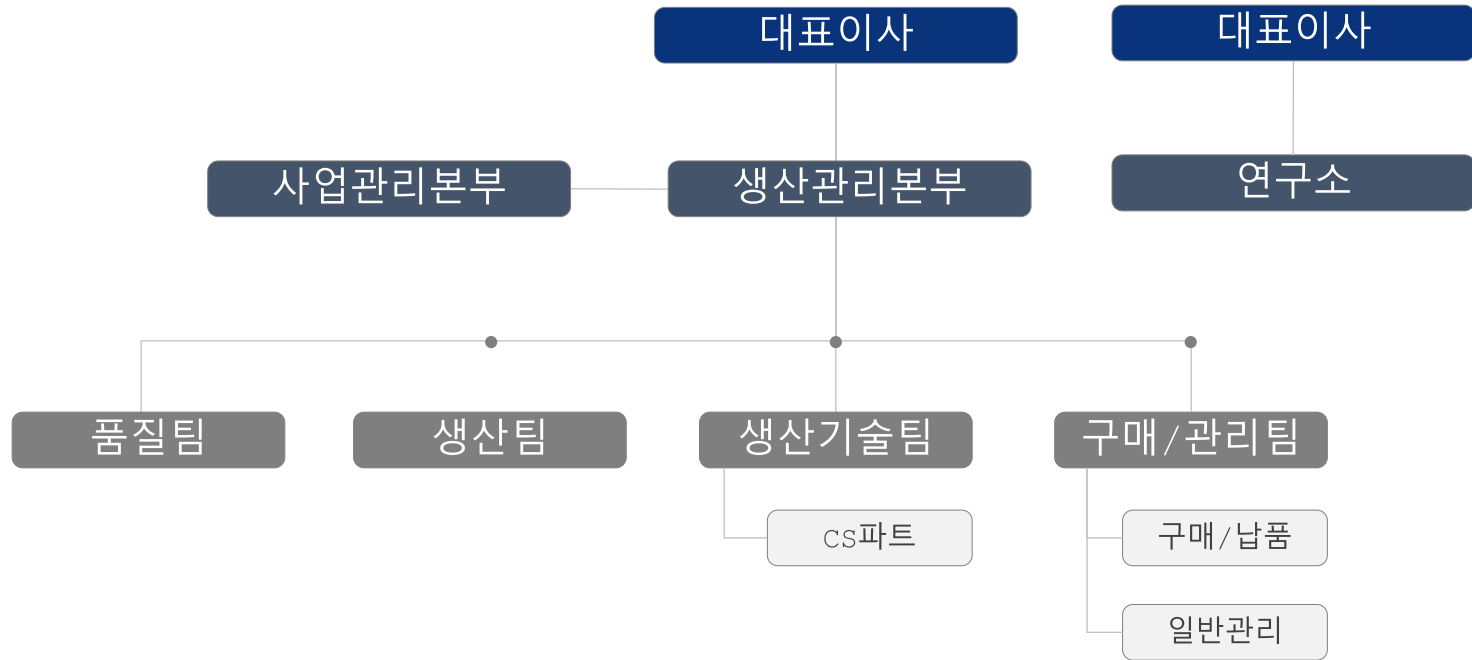 대표이사
대표이사
사업관리본부
생산관리본부
연구소
품질팀
생산팀
생산기술팀
구매/관리팀
CS파트
구매/납품
일반관리